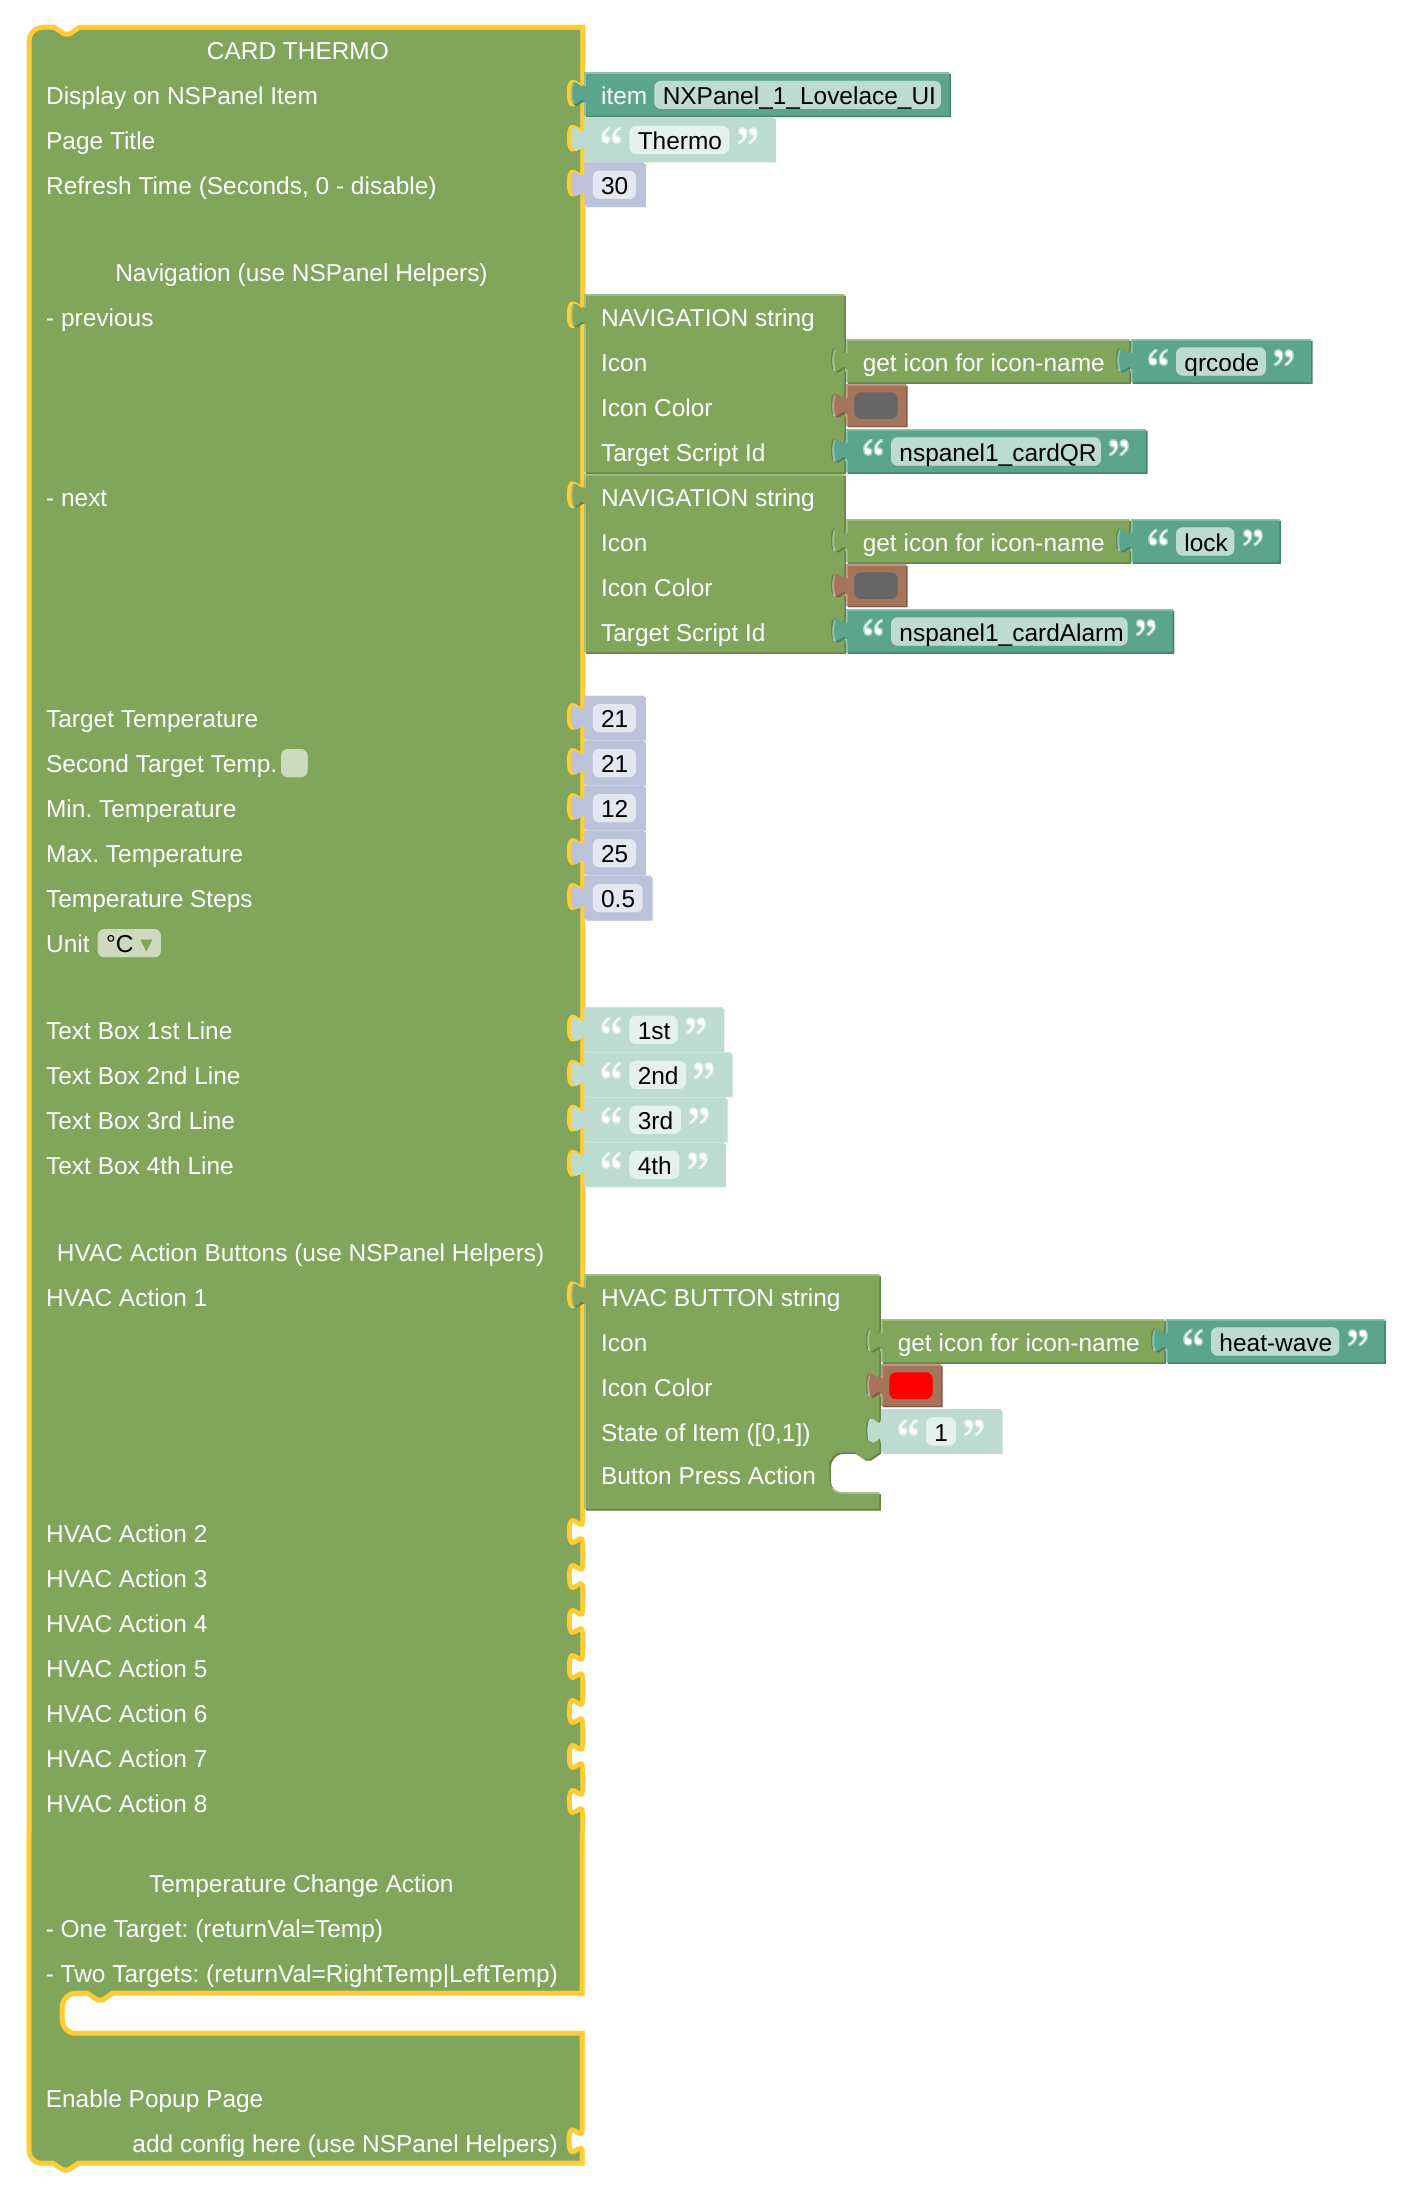 CARD THERMO
Display on NSPanel Item item NXPanel_1_Lovelace_UI
Page Title “ Thermo ”
Refresh Time (Seconds, 0 - disable) 30
Navigation (use NSPanel Helpers)
- previous NAVIGATION string
Icon get icon for icon-name “ qrcode ”
Icon Color
Target Script Id “ nspanel1_cardQR ”
- next NAVIGATION string
Icon get icon for icon-name “ lock ”
Icon Color
Target Script Id “ nspanel1_cardAlarm ”
Target Temperature 21
Second Target Temp. 21
Min. Temperature 12
Max. Temperature 25
Temperature Steps 0.5
Unit °C ▾
Text Box 1st Line “ 1st ”
Text Box 2nd Line “ 2nd ”
Text Box 3rd Line “ 3rd ”
Text Box 4th Line “ 4th ”
HVAC Action Buttons (use NSPanel Helpers)
HVAC Action 1 HVAC BUTTON string
Icon get icon for icon-name “ heat-wave ”
Icon Color
State of Item ([0,1]) “ 1 ”
Button Press Action
HVAC Action 2
HVAC Action 3
HVAC Action 4
HVAC Action 5
HVAC Action 6
HVAC Action 7
HVAC Action 8
Temperature Change Action
- One Target: (returnVal=Temp)
- Two Targets: (returnVal=RightTemp|LeftTemp)
Enable Popup Page
add config here (use NSPanel Helpers)